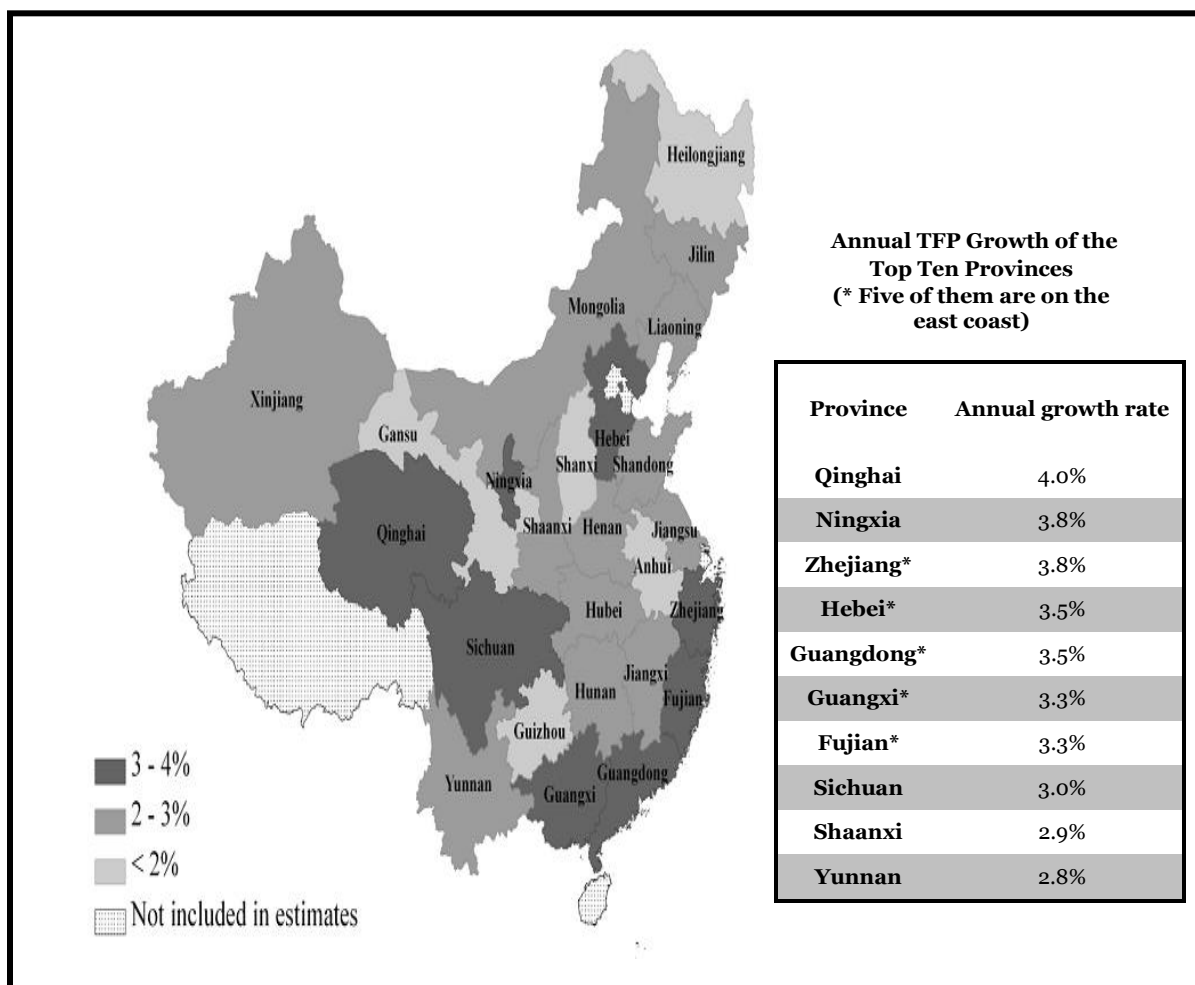 Heilongjiang
Jilin
Mongolia
Liaoning
Xinjiang
Gansu
Hebei
Shanxi
Shandong
Ningxia
Qinghai
Shaanxi
Henan
Jiangsu
Anhui
Hubei
Zhejiang
Sichuan
Jiangxi
Hunan
Fujian
Guizhou
Guangdong
Yunnan
Guangxi
3 - 4%
2 - 3%
< 2%
Not included in estimates
Annual TFP Growth of the
Top Ten Provinces
(* Five of them are on the
east coast)
Province Annual growth rate
Qinghai 4.0%
Ningxia 3.8%
Zhejiang* 3.8%
Hebei* 3.5%
Guangdong* 3.5%
Guangxi* 3.3%
Fujian* 3.3%
Sichuan 3.0%
Shaanxi 2.9%
Yunnan 2.8%